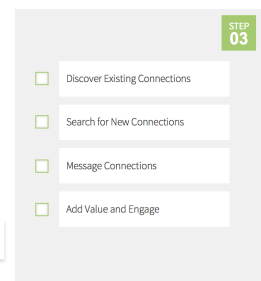 STEP
03
Discover Existing Connections
Search for New Connections
Message Connections
Add Value and Engage